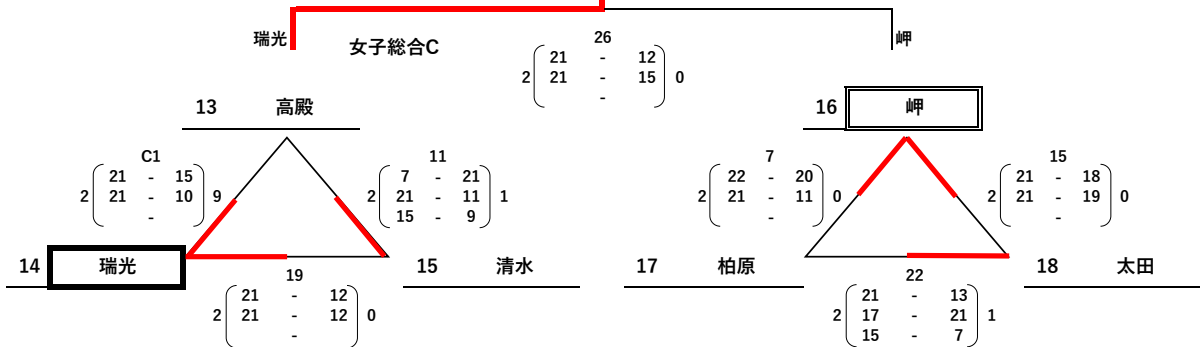 瑞光 女子総合C 岬
26
21 - 12
2 21 - 15 0
-
13 高殿
16 岬
C1
21 - 15
2 21 - 10 9
-
11
7 - 21
2 21 - 11 1
15 - 9
7
22 - 20
2 21 - 11 0
-
15
21 - 18
2 21 - 19 0
-
14 瑞光
15 清水
17 柏原
18 太田
19
21 - 12
2 21 - 12 0
-
22
21 - 13
2 17 - 21 1
15 - 7